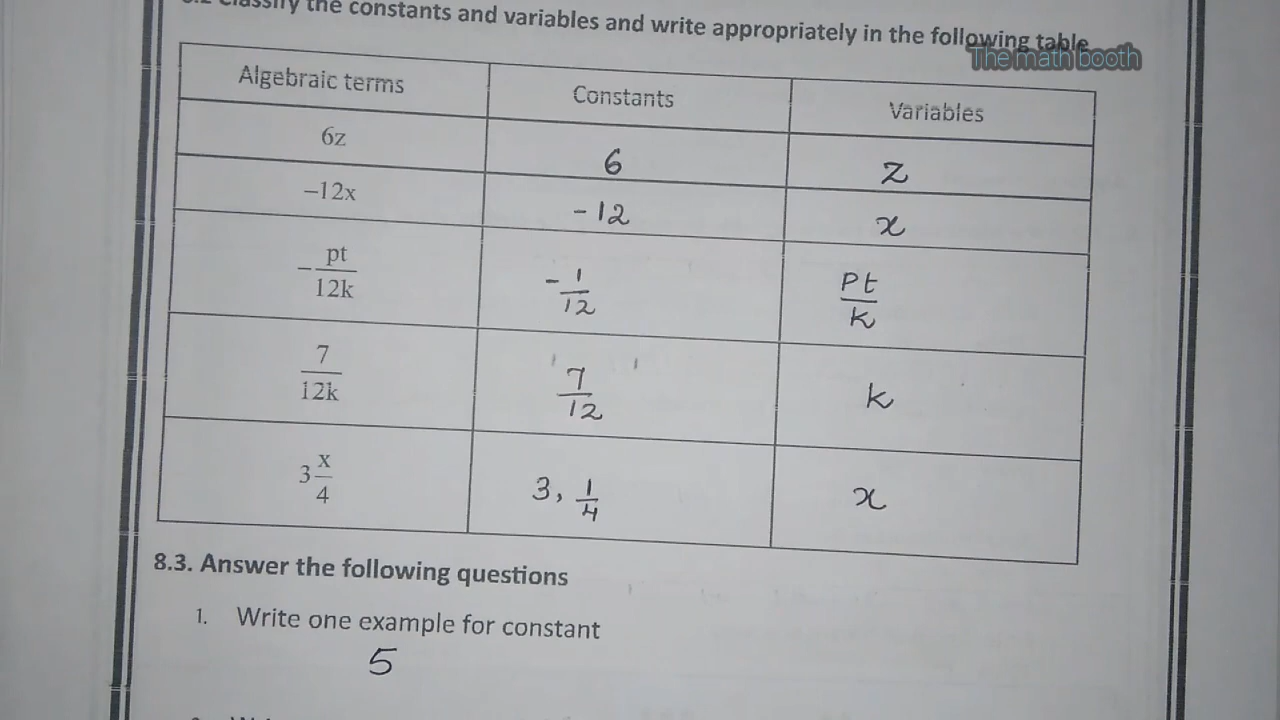 Classify the constants and variables and write appropriately in the following table
The math booth
Algebraic terms Constants Variables
6z 6 z
–12x -12 x
-pt/12k -1/12 pt/k
7/12k 7/12 k
3 x/4 3, 1/4 x
8.3. Answer the following questions
1. Write one example for constant
5